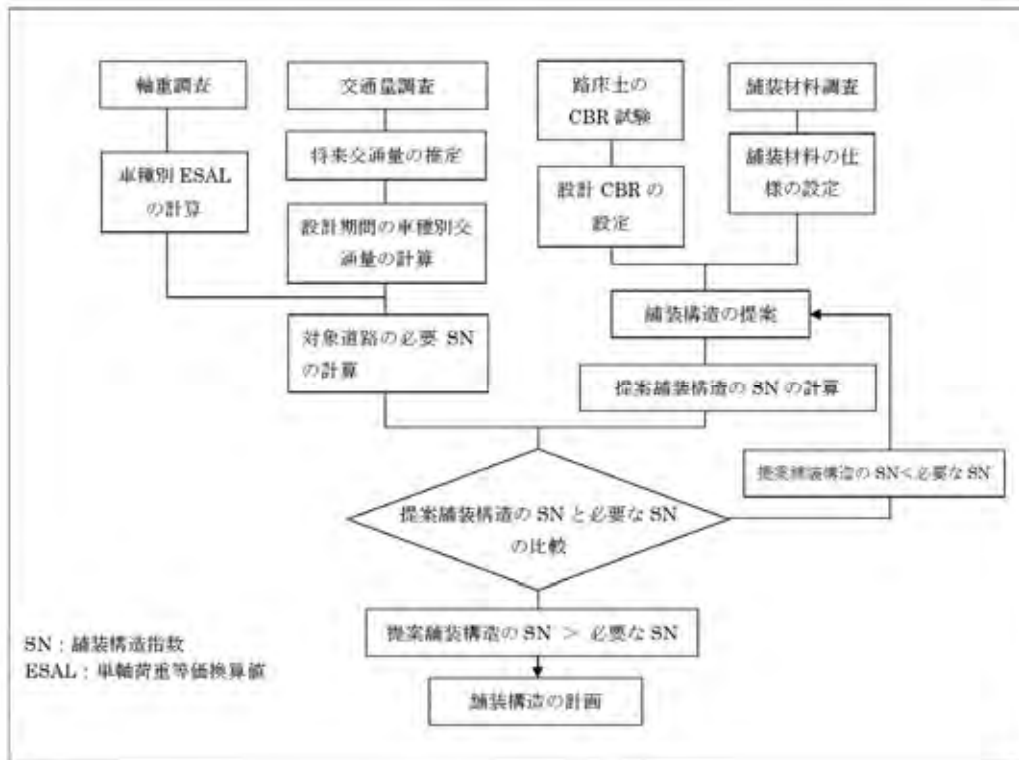 軸重調査
交通量調査
路床土の
CBR 試験
舗装材料調査
将来交通量の推定
車種別 ESAL
の計算
設計 CBR の
設定
舗装材料の仕
様の設定
設計期間の車種別交
通量の計算
舗装構造の提案
対象道路の必要 SN
の計算
提案舗装構造の SN の計算
提案舗装構造の SN<必要な SN
提案舗装構造の SN と必要な SN
の比較
提案舗装構造の SN > 必要な SN
SN：舗装構造指数
ESAL：単軸荷重等価換算値
舗装構造の計画